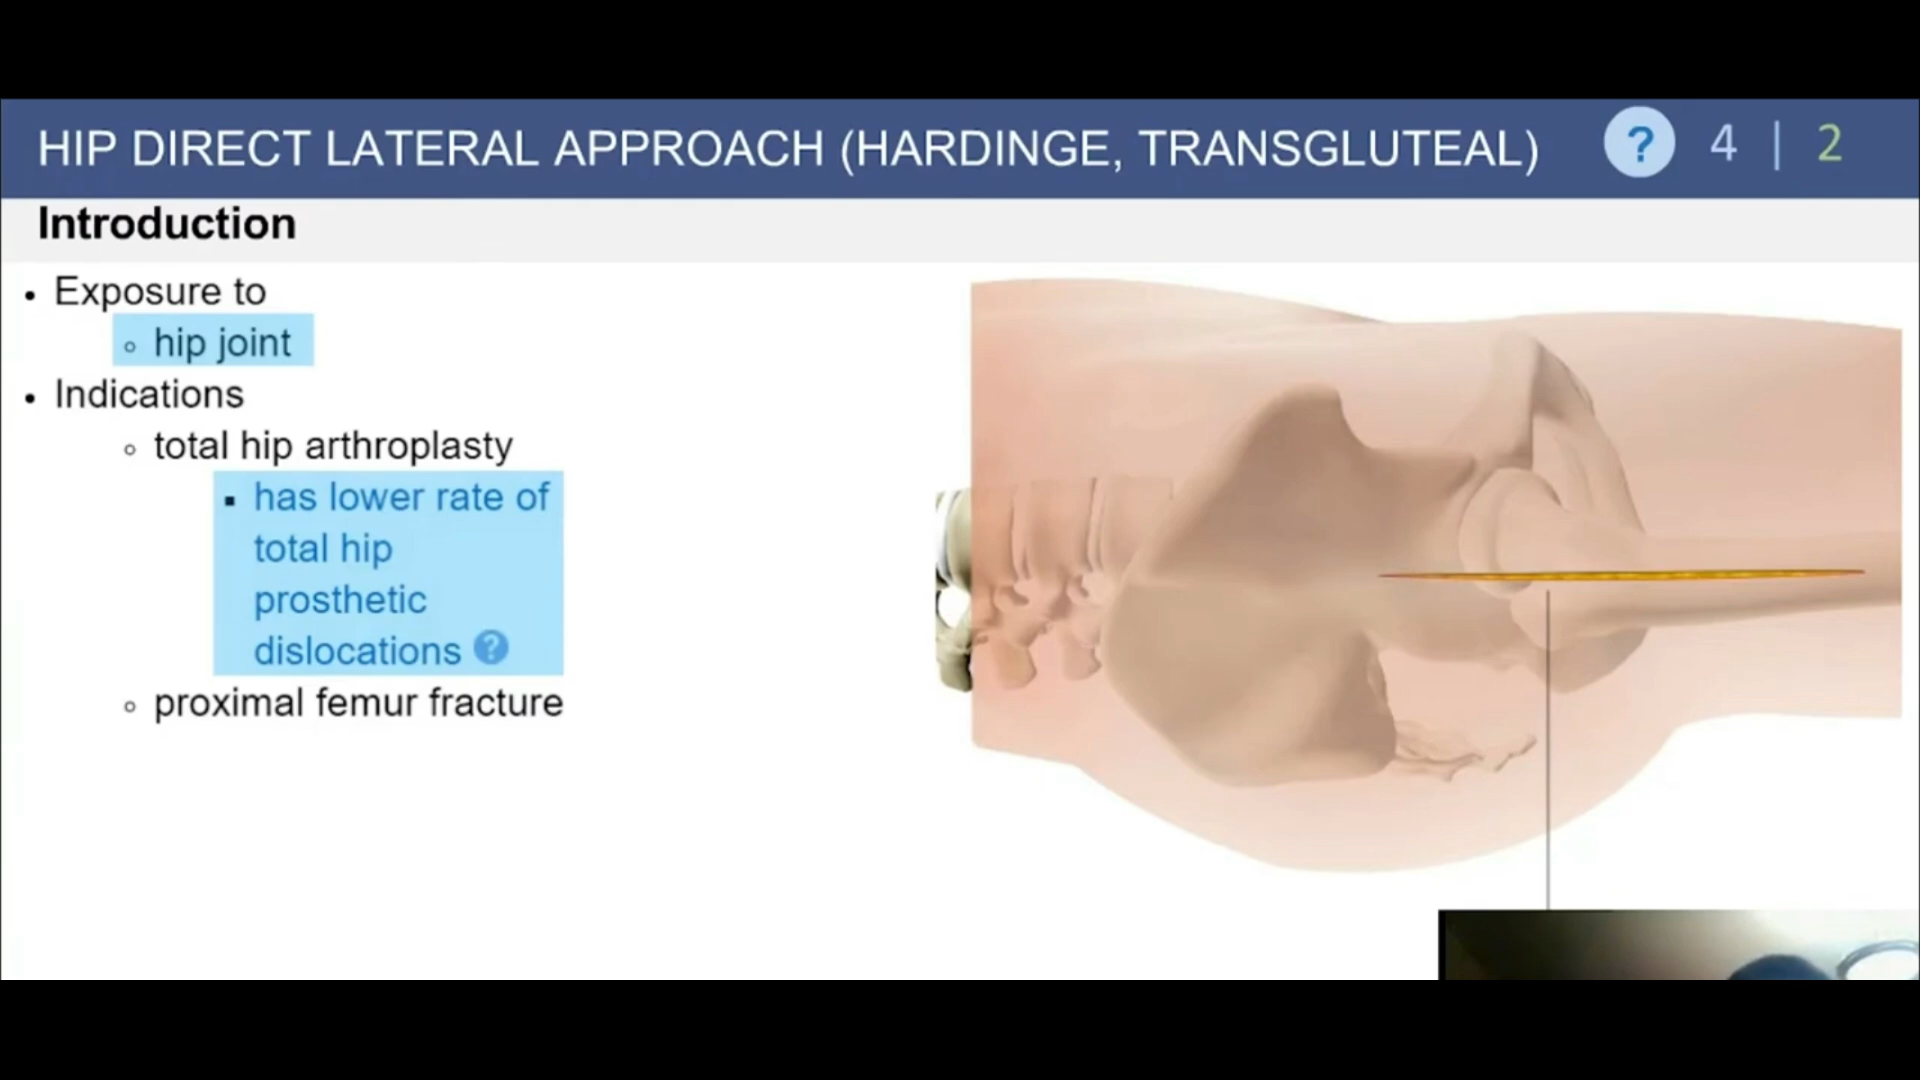 HIP DIRECT LATERAL APPROACH (HARDINGE, TRANSGLUTEAL) ? 4 | 2
Introduction
• Exposure to
◦ hip joint
• Indications
◦ total hip arthroplasty
▪ has lower rate of
total hip
prosthetic
dislocations ?
◦ proximal femur fracture